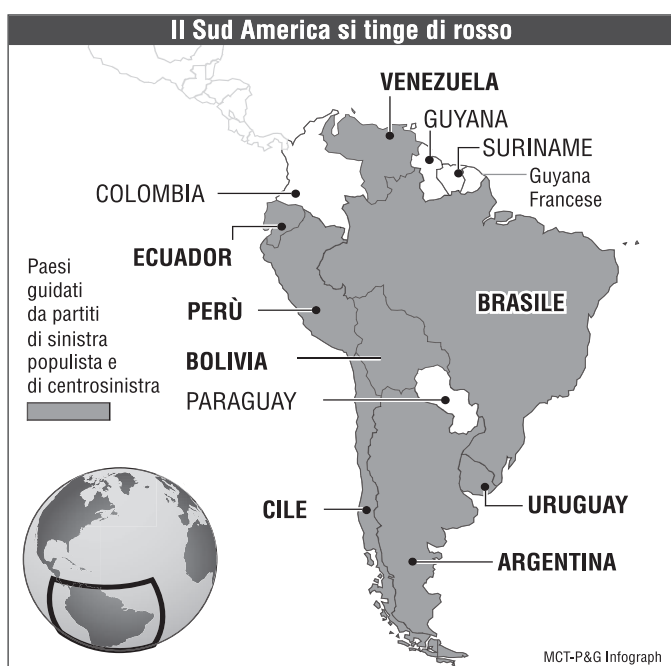 Il Sud America si tinge di rosso
VENEZUELA
GUYANA
SURINAME
Guyana
Francese
COLOMBIA
ECUADOR
Paesi
guidati
da partiti
di sinistra
populista e
di centrosinistra
PERÙ
BRASILE
BOLIVIA
PARAGUAY
CILE
URUGUAY
ARGENTINA
MCT-P&G Infograph